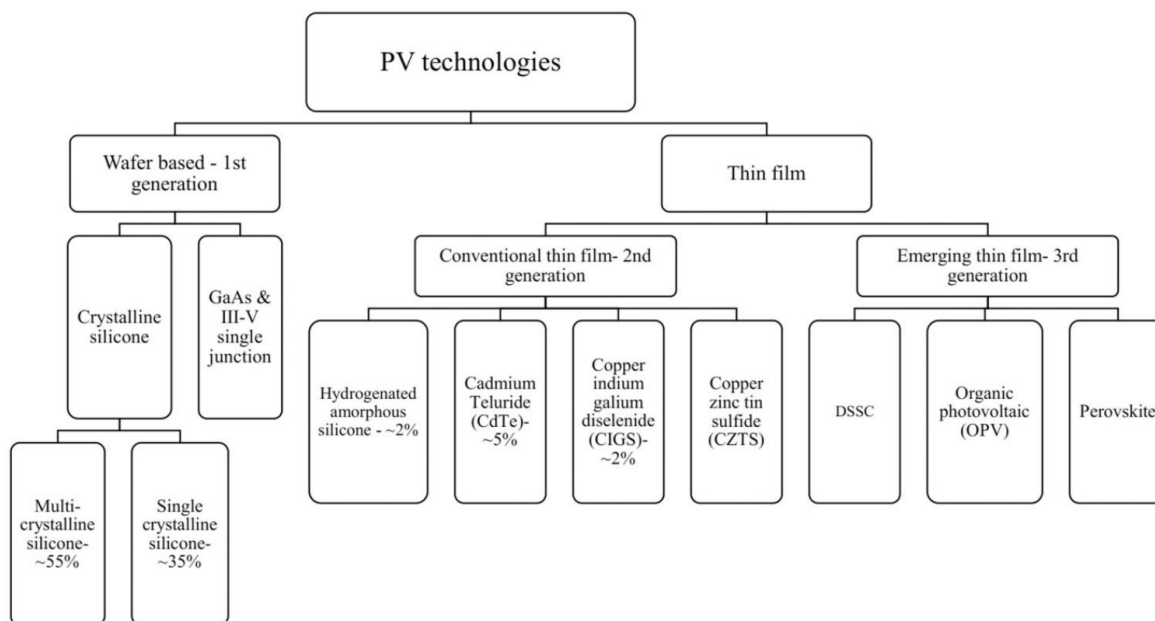 PV technologies
Wafer based - 1st
generation
Thin film
Crystalline
silicone
GaAs &
III-V
single
junction
Conventional thin film- 2nd
generation
Emerging thin film- 3rd
generation
Multi-
crystalline
silicone-
~55%
Single
crystalline
silicone-
~35%
Hydrogenated
amorphous
silicone - ~2%
Cadmium
Teluride
(CdTe)-
~5%
Copper
indium
galium
diselenide
(CIGS)-
~2%
Copper
zinc tin
sulfide
(CZTS)
DSSC
Organic
photovoltaic
(OPV)
Perovskite